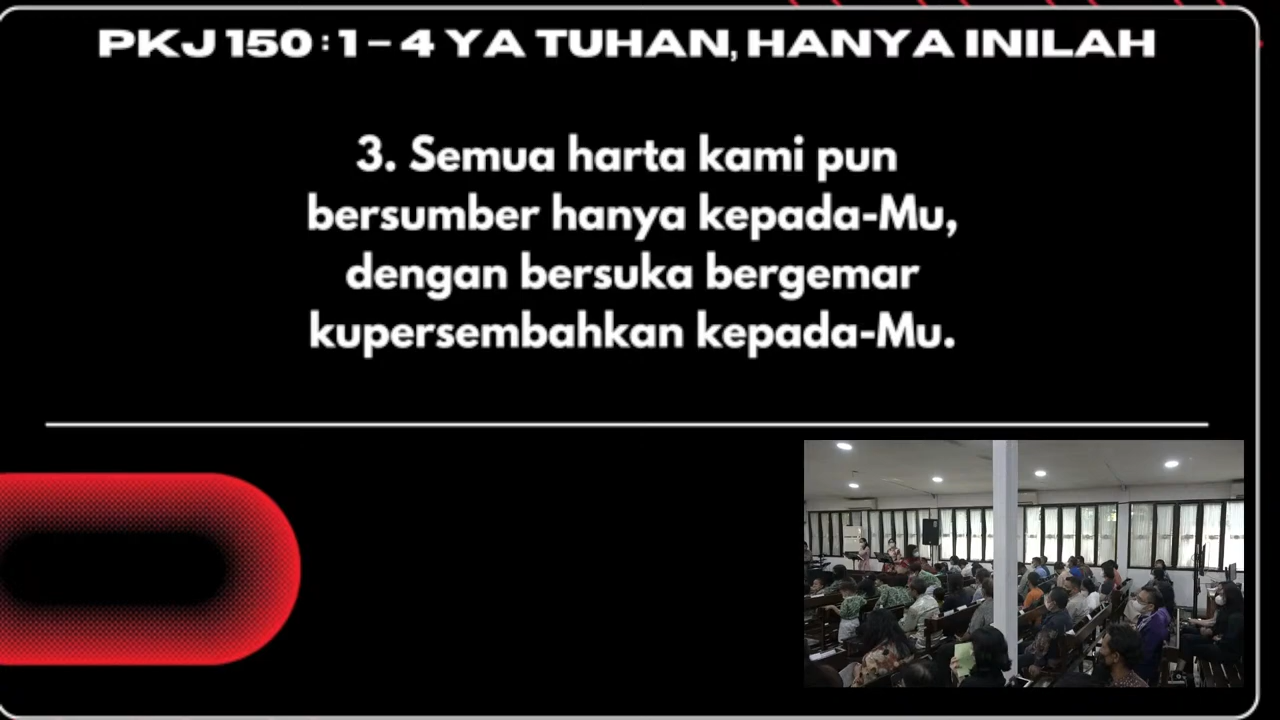 PKJ 150 : 1 – 4 YA TUHAN, HANYA INILAH
3. Semua harta kami pun
bersumber hanya kepada-Mu,
dengan bersuka bergemar
kupersembahkan kepada-Mu.